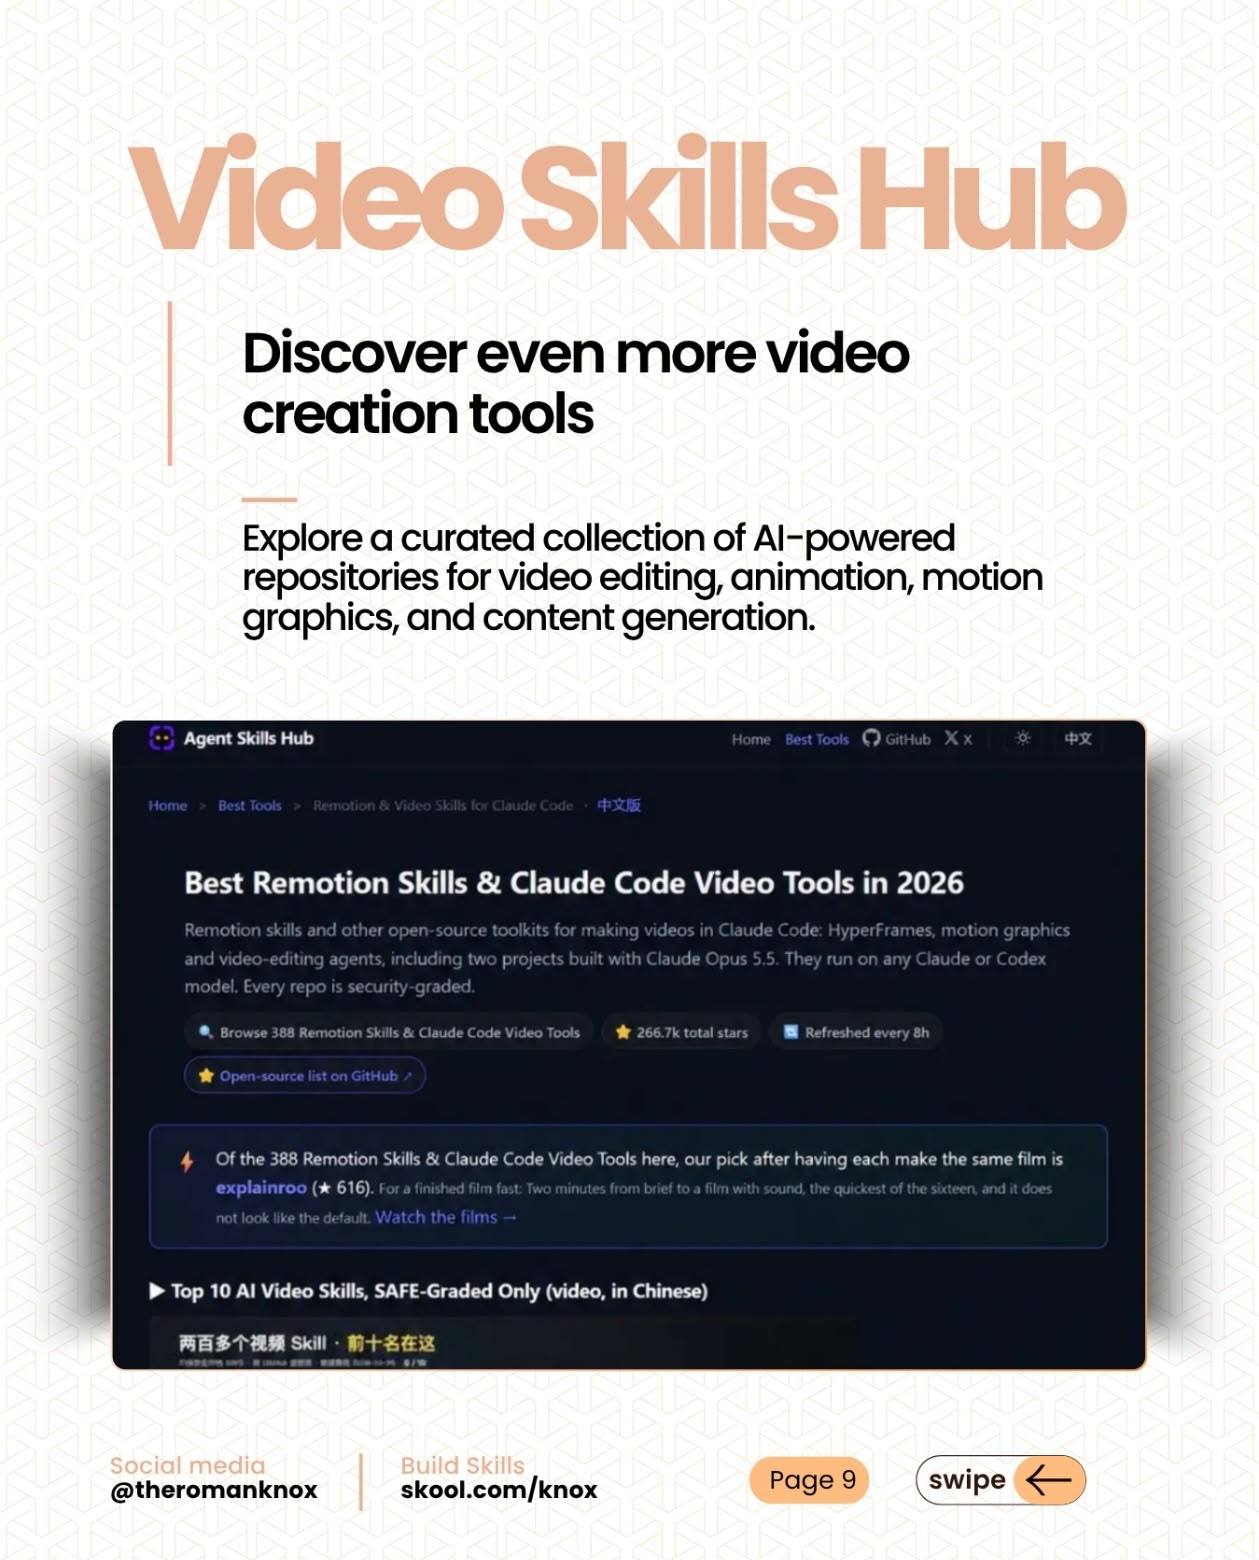 Video Skills Hub
Discover even more video
creation tools
Explore a curated collection of AI-powered
repositories for video editing, animation, motion
graphics, and content generation.
Agent Skills Hub
Home Best Tools GitHub X 中文
Home > Best Tools > Remotion & Video Skills for Claude Code · 中文版
Best Remotion Skills & Claude Code Video Tools in 2026
Remotion skills and other open-source toolkits for making videos in Claude Code: HyperFrames, motion graphics
and video-editing agents, including two projects built with Claude Opus 5.5. They run on any Claude or Codex
model. Every repo is security-graded.
Browse 388 Remotion Skills & Claude Code Video Tools
266.7k total stars
Refreshed every 8h
Open-source list on GitHub ↗
Of the 388 Remotion Skills & Claude Code Video Tools here, our pick after having each make the same film is
explainroo (★ 616). For a finished film fast: Two minutes from brief to a film with sound, the quickest of the sixteen, and it does
not look like the default. Watch the films →
▶ Top 10 AI Video Skills, SAFE-Graded Only (video, in Chinese)
两百多个视频 Skill · 前十名在这
Social media
@theromanknox
Build Skills
skool.com/knox
Page 9
swipe